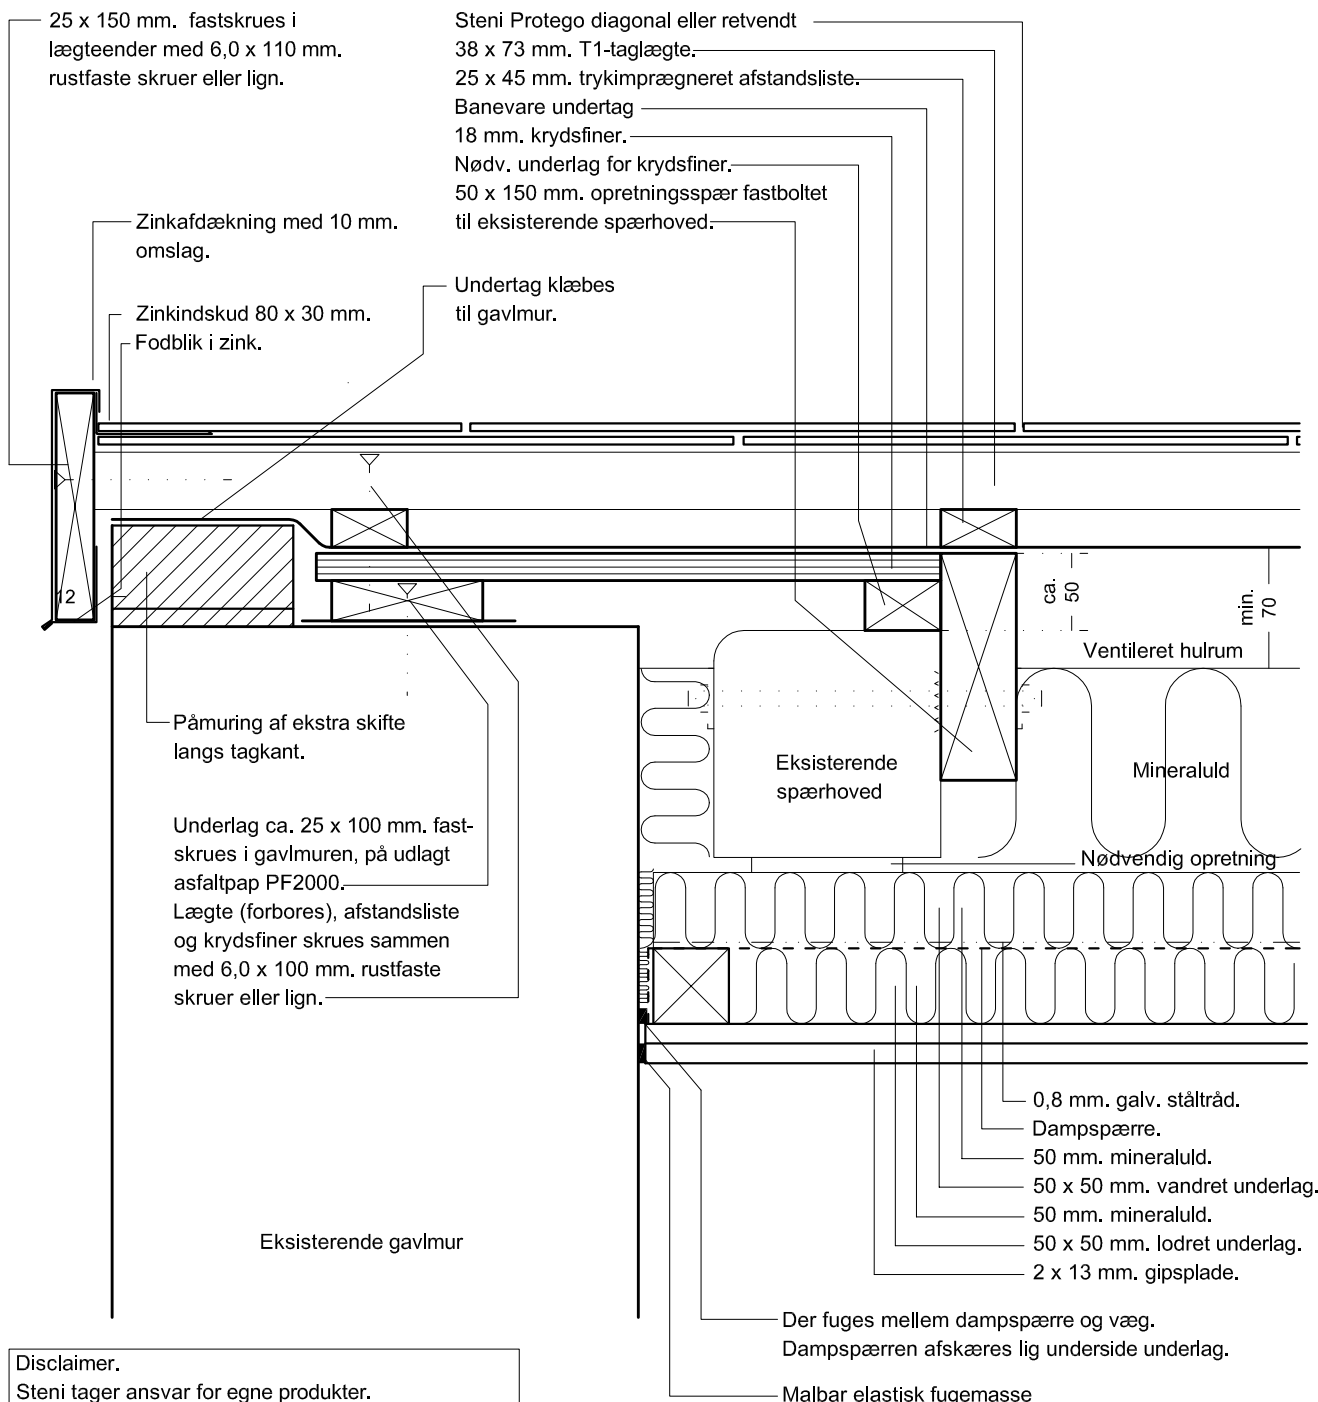 25 x 150 mm. fastskrues i
lægteender med 6,0 x 110 mm.
rustfaste skruer eller lign.
Steni Protego diagonal eller retvendt
38 x 73 mm. T1-taglægte.
25 x 45 mm. trykimprægneret afstandsliste.
Banevare undertag
18 mm. krydsfiner.
Nødv. underlag for krydsfiner.
50 x 150 mm. opretningsspær fastboltet
til eksisterende spærhoved.
Zinkafdækning med 10 mm.
omslag.
Undertag klæbes
til gavlmur.
Zinkindskud 80 x 30 mm.
Fodblik i zink.
12
ca.
50
min.
70
Ventileret hulrum
Påmuring af ekstra skifte
langs tagkant.
Eksisterende
spærhoved
Mineraluld
Underlag ca. 25 x 100 mm. fast-
skrues i gavlmuren, på udlagt
asfaltpap PF2000.
Lægte (forbores), afstandsliste
og krydsfiner skrues sammen
med 6,0 x 100 mm. rustfaste
skruer eller lign.
Nødvendig opretning
0,8 mm. galv. ståltråd.
Dampspærre.
50 mm. mineraluld.
50 x 50 mm. vandret underlag.
50 mm. mineraluld.
50 x 50 mm. lodret underlag.
2 x 13 mm. gipsplade.
Eksisterende gavlmur
Der fuges mellem dampspærre og væg.
Dampspærren afskæres lig underside underlag.
Malbar elastisk fugemasse
Disclaimer.
Steni tager ansvar for egne produkter.